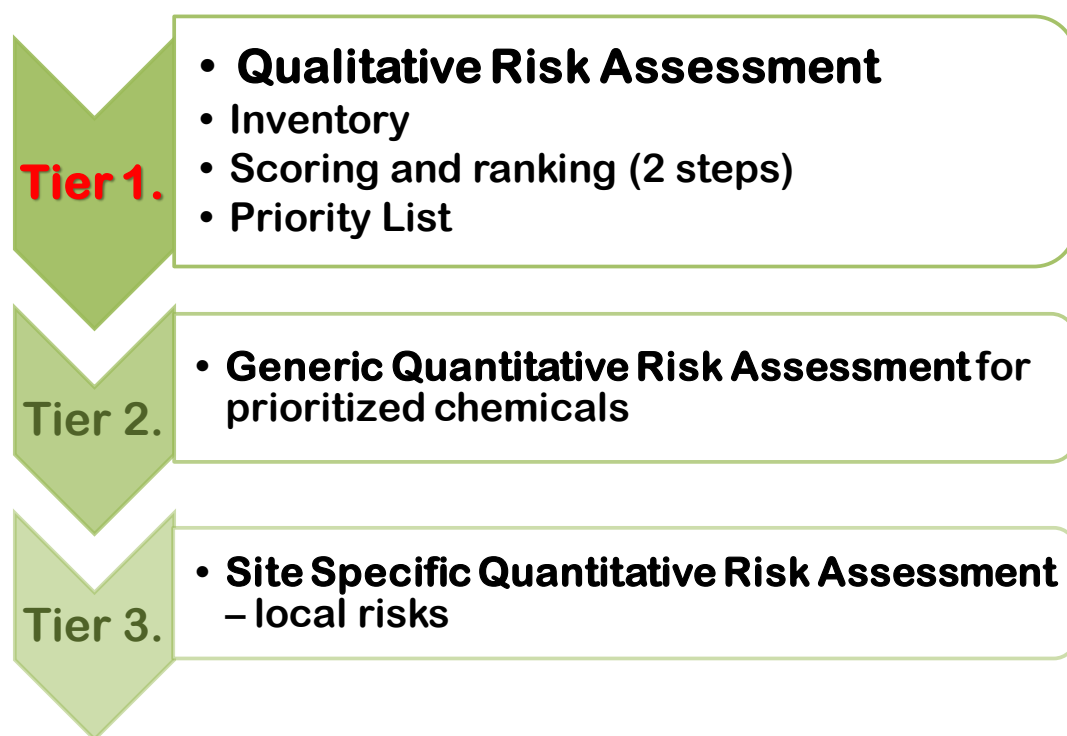 Tier 1.
• Qualitative Risk Assessment
• Inventory
• Scoring and ranking (2 steps)
• Priority List
Tier 2.
• Generic Quantitative Risk Assessment for
prioritized chemicals
Tier 3.
• Site Specific Quantitative Risk Assessment
– local risks